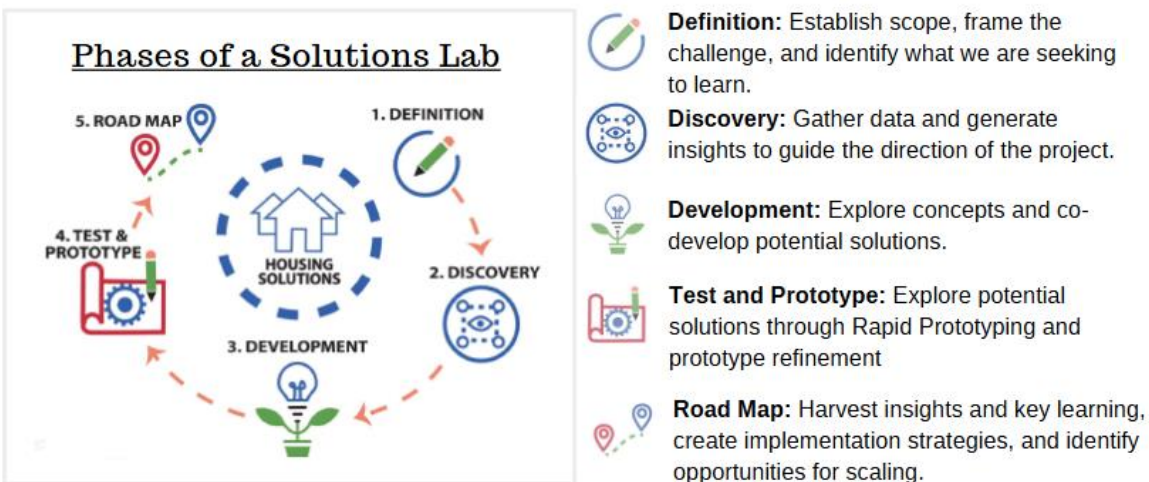 Phases of a Solutions Lab
1. DEFINITION
2. DISCOVERY
3. DEVELOPMENT
4. TEST &
PROTOTYPE
5. ROAD MAP
HOUSING
SOLUTIONS
Definition: Establish scope, frame the
challenge, and identify what we are seeking
to learn.
Discovery: Gather data and generate
insights to guide the direction of the project.
Development: Explore concepts and co-
develop potential solutions.
Test and Prototype: Explore potential
solutions through Rapid Prototyping and
prototype refinement
Road Map: Harvest insights and key learning,
create implementation strategies, and identify
opportunities for scaling.